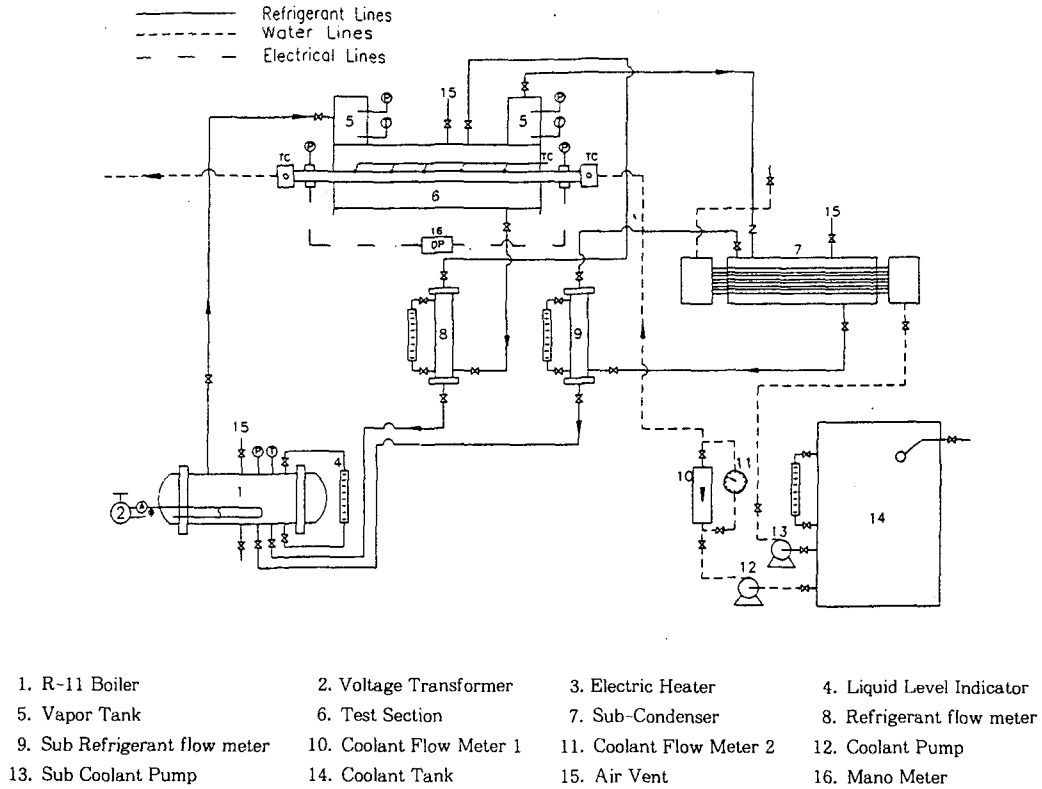 Refrigerant Lines
Water Lines
Electrical Lines
15
P
P
5
5
T
T
P
P
TC
TC
TC
6
15
16
DP
7
8
9
15
P
T
4
1
2
A
10
11
14
13
12
1. R-11 Boiler
2. Voltage Transformer
3. Electric Heater
4. Liquid Level Indicator
5. Vapor Tank
6. Test Section
7. Sub-Condenser
8. Refrigerant flow meter
9. Sub Refrigerant flow meter
10. Coolant Flow Meter 1
11. Coolant Flow Meter 2
12. Coolant Pump
13. Sub Coolant Pump
14. Coolant Tank
15. Air Vent
16. Mano Meter